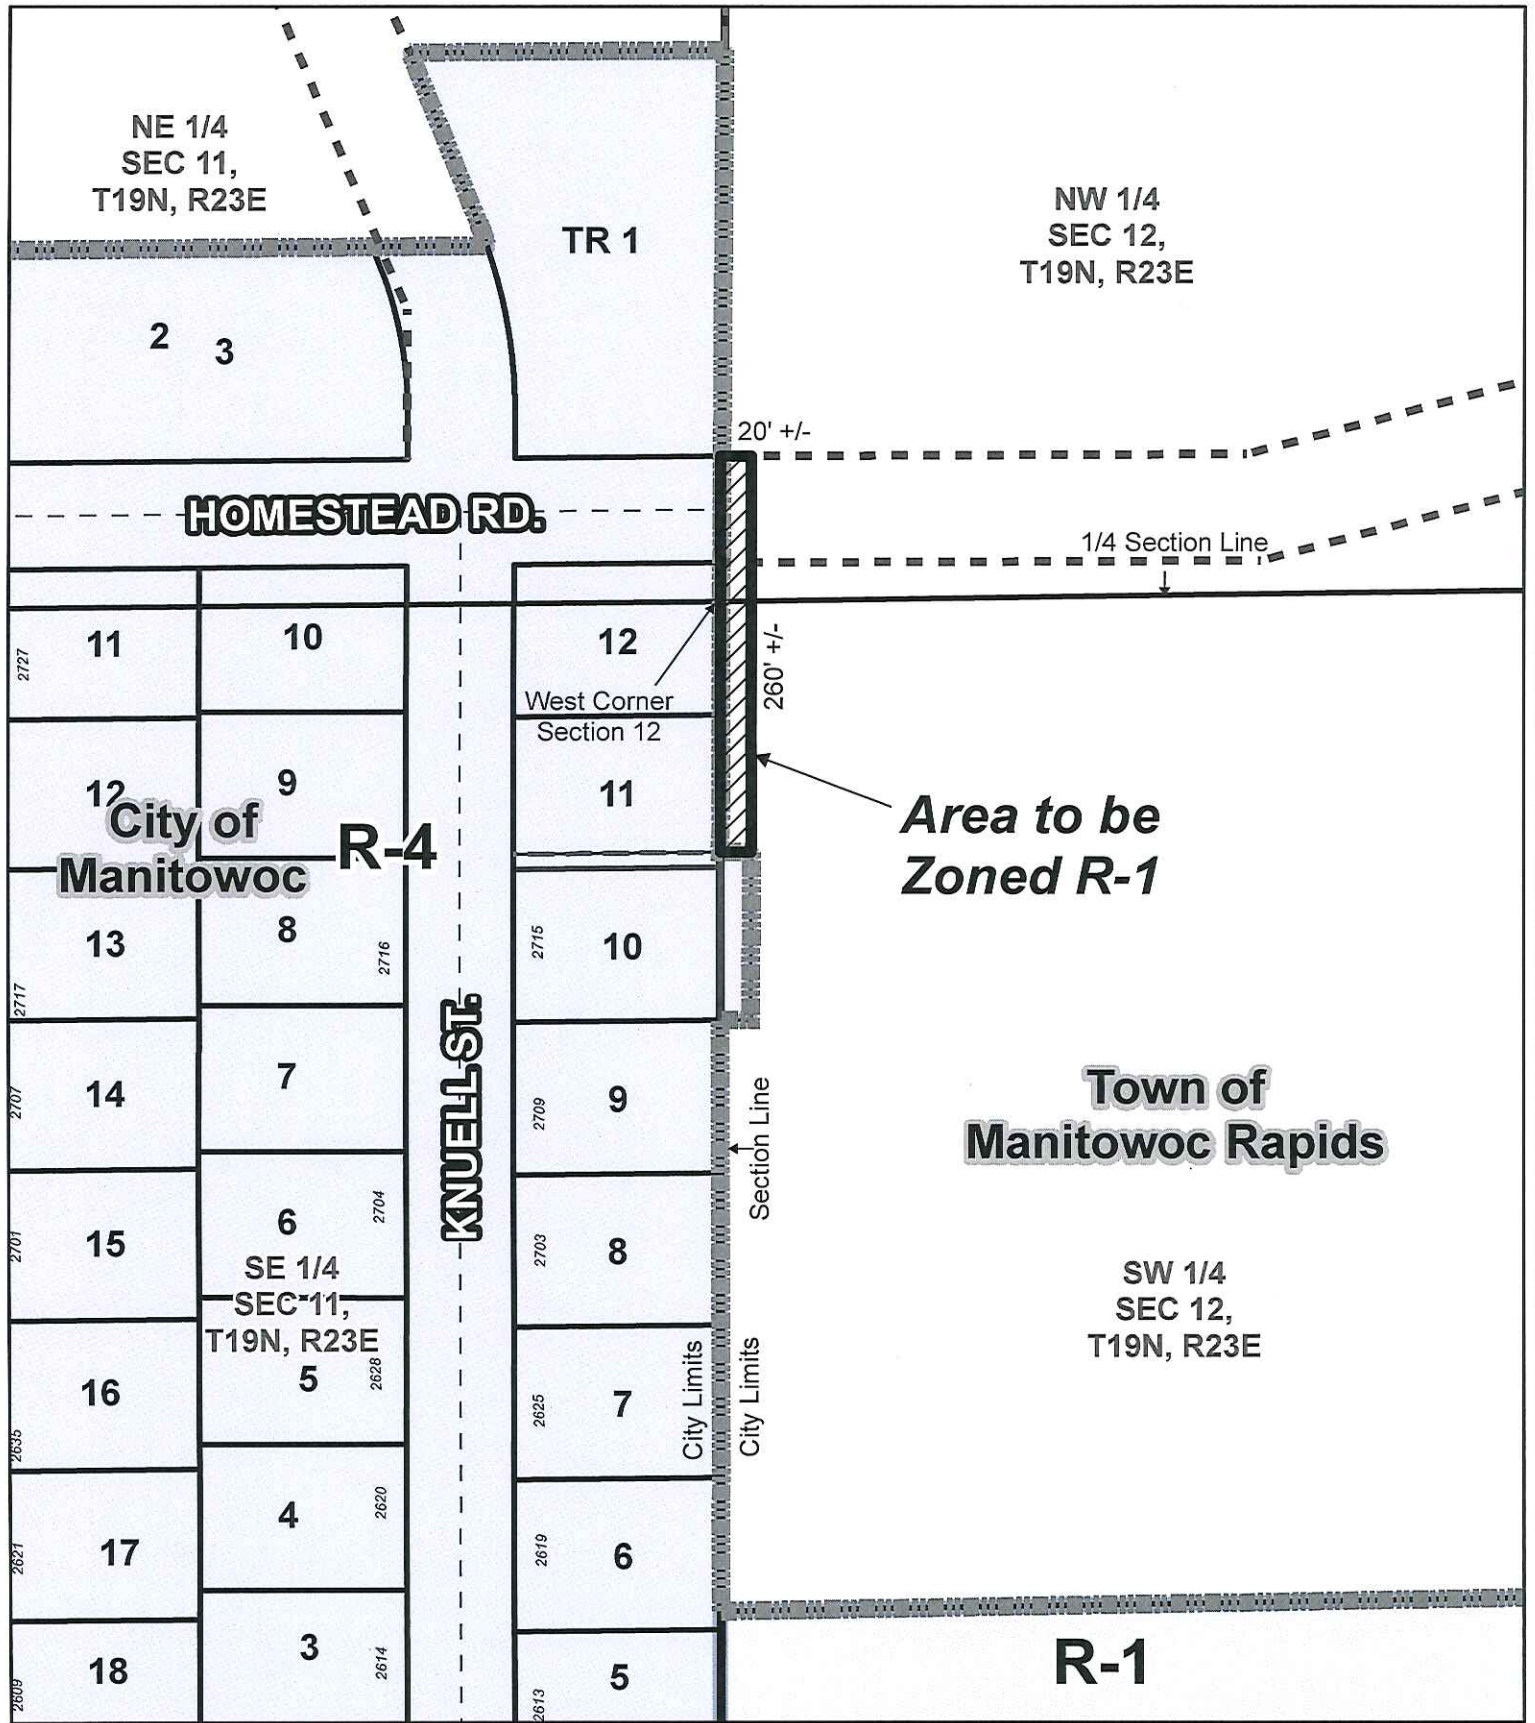 NE 1/4
SEC 11,
T19N, R23E
NW 1/4
SEC 12,
T19N, R23E
TR 1
2
3
20' +/-
HOMESTEAD RD.
1/4 Section Line
11
10
12
2727
260' +/-
West Corner
Section 12
12
9
11
City of
Manitowoc
R-4
Area to be
Zoned R-1
13
8
2716
2715
10
2717
KNUELL ST.
14
7
9
2707
2709
Section Line
Town of
Manitowoc Rapids
15
6
2704
8
2701
2703
SE 1/4
SEC 11,
T19N, R23E
SW 1/4
SEC 12,
T19N, R23E
16
5
2628
7
2635
2625
City Limits
City Limits
17
4
2620
6
2621
2619
18
3
2614
5
2609
2613
R-1